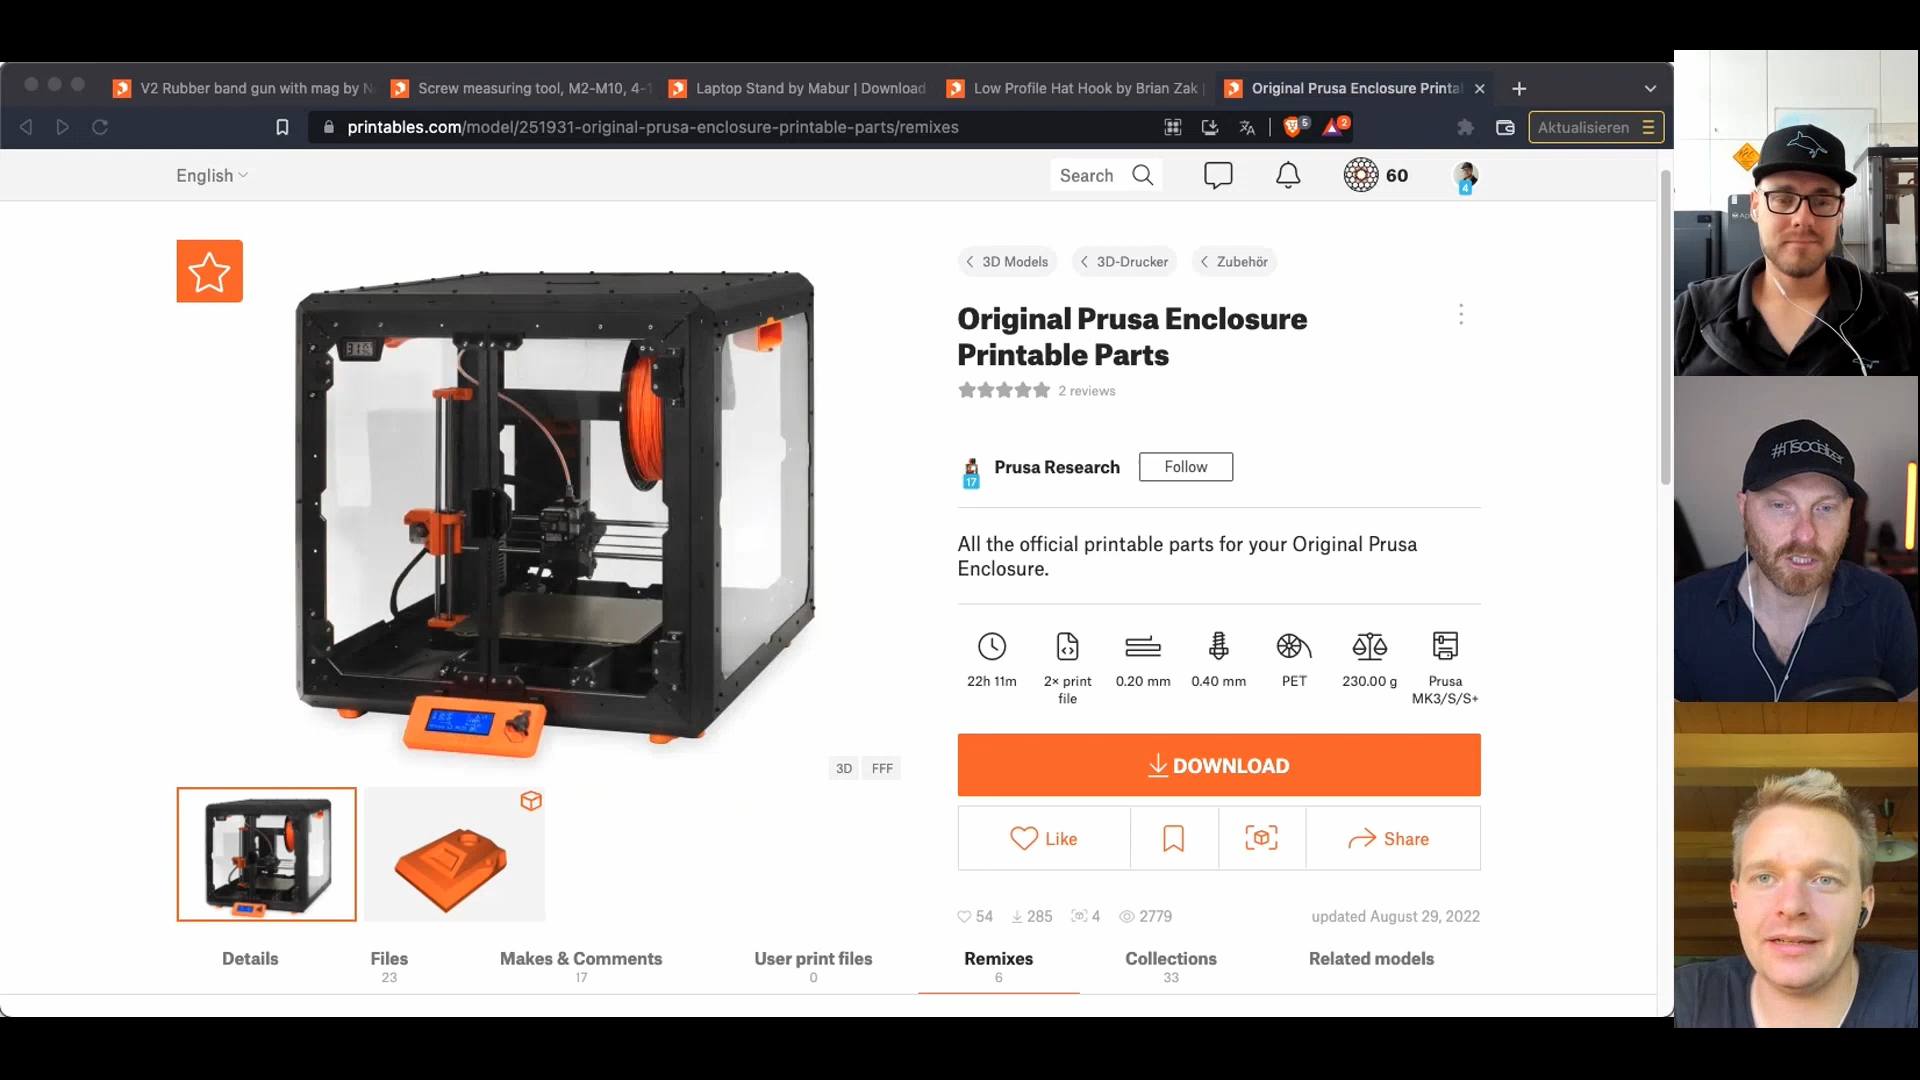 V2 Rubber band gun with mag by N
Screw measuring tool, M2-M10, 4-1
Laptop Stand by Mabur | Download
Low Profile Hat Hook by Brian Zak |
Original Prusa Enclosure Printa
printables.com/model/251931-original-prusa-enclosure-printable-parts/remixes
5
2
Aktualisieren
English
Search
60
4
3D Models
3D-Drucker
Zubehör
Original Prusa Enclosure
Printable Parts
2 reviews
17
Prusa Research
Follow
All the official printable parts for your Original Prusa
Enclosure.
22h 11m
2× print
file
0.20 mm
0.40 mm
PET
230.00 g
Prusa
MK3/S/S+
DOWNLOAD
Like
Share
3D
FFF
54
285
4
2779
updated August 29, 2022
Details
Files
23
Makes & Comments
17
User print files
0
Remixes
6
Collections
33
Related models
#ITsocializer